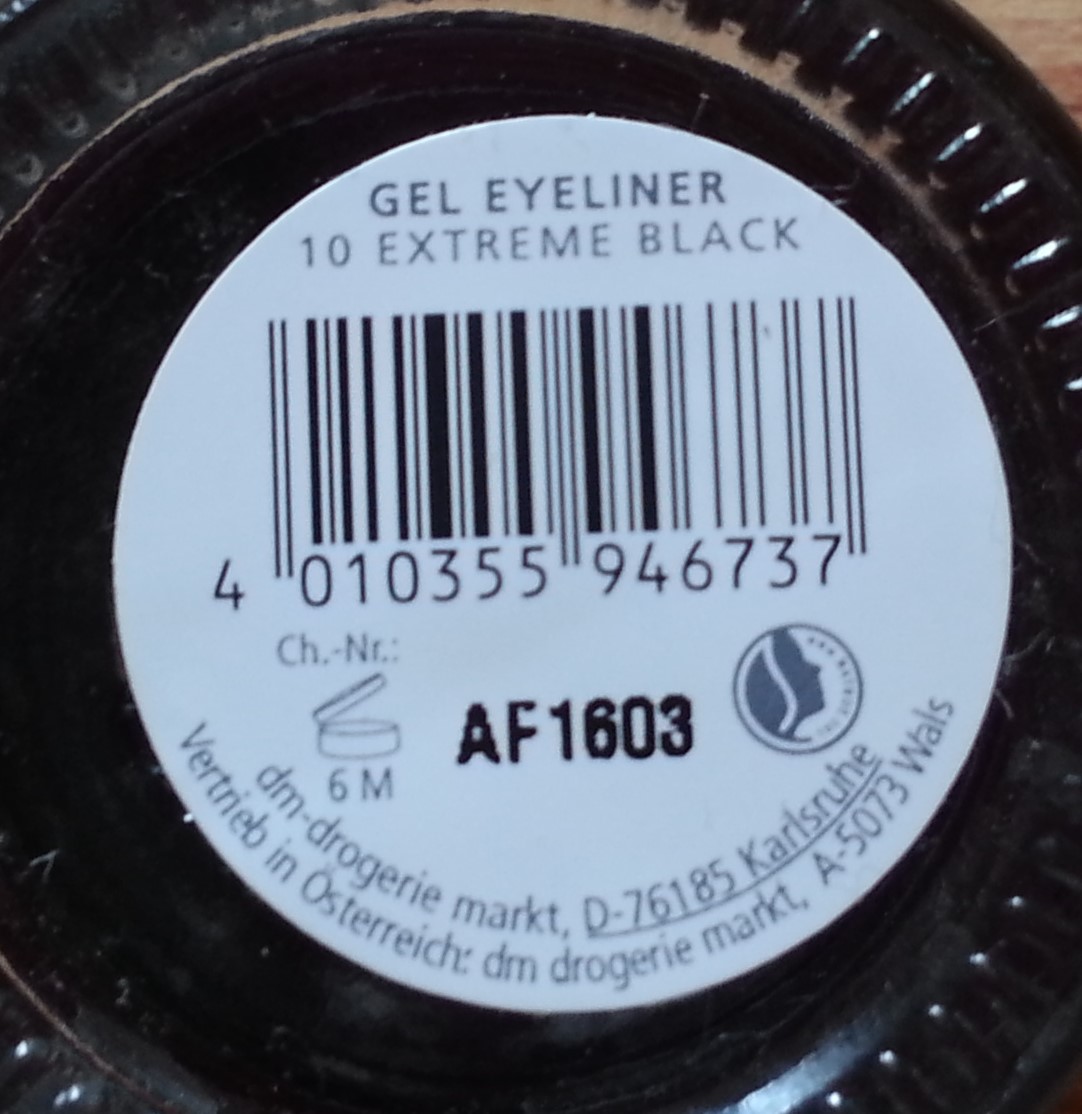 GEL EYELINER
10 EXTREME BLACK
4 010355 946737
Ch.-Nr.:
AF1603
6 M
dm-drogerie markt, D-76185 Karlsruhe
Vertrieb in Österreich: dm drogerie markt, A-5073 Wals